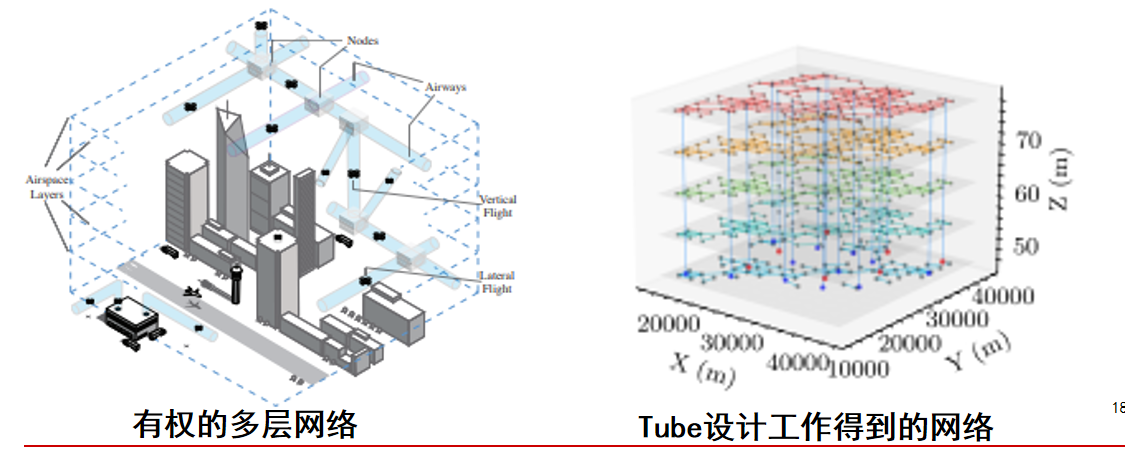 Nodes
Airways
Airspace
Layers
Vertical
Flight
Lateral
Flight
有权的多层网络
70
60
50
Z (m)
20000
30000
40000
X (m)
10000
20000
30000
40000
Y (m)
Tube设计工作得到的网络
18